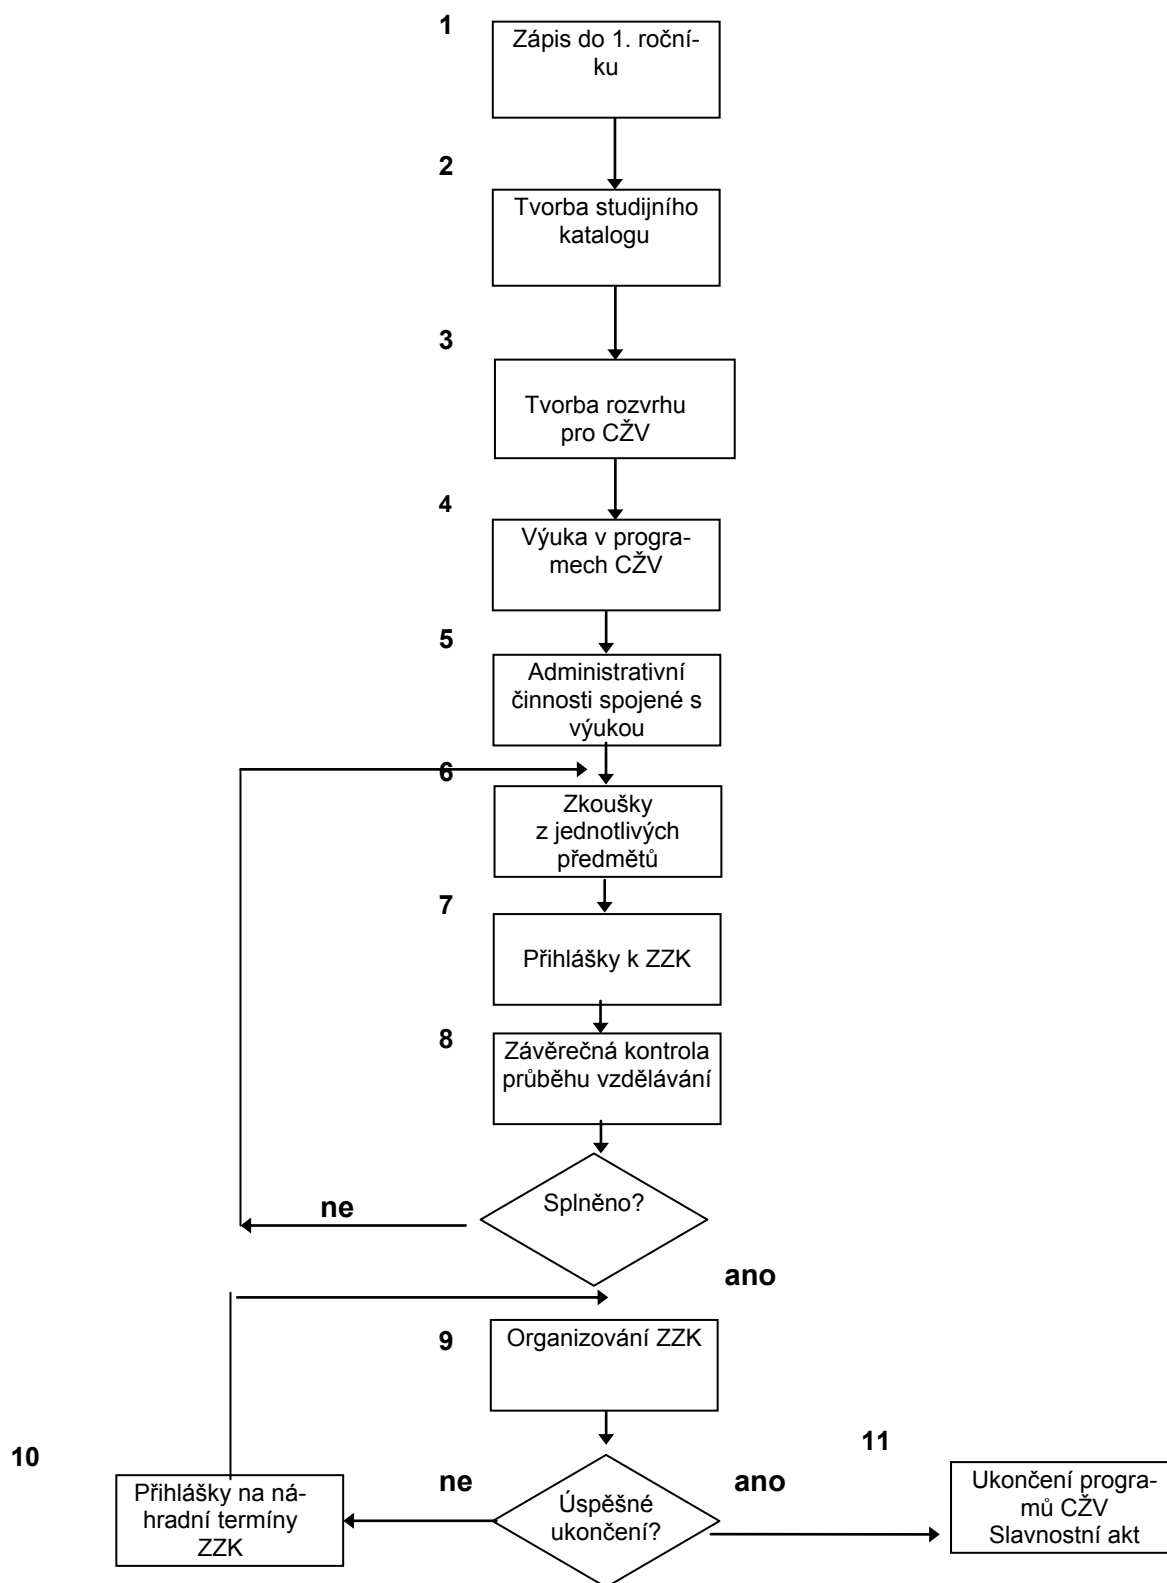 1
Zápis do 1. roční-
ku
2
Tvorba studijního
katalogu
3
Tvorba rozvrhu
pro CŽV
4
Výuka v progra-
mech CŽV
5
Administrativní
činnosti spojené s
výukou
6
Zkoušky
z jednotlivých
předmětů
7
Přihlášky k ZZK
8
Závěrečná kontrola
průběhu vzdělávání
Splněno?
ne
ano
9
Organizování ZZK
10
Přihlášky na ná-
hradní termíny
ZZK
ne
Úspěšné
ukončení?
ano
11
Ukončení progra-
mů CŽV
Slavnostní akt